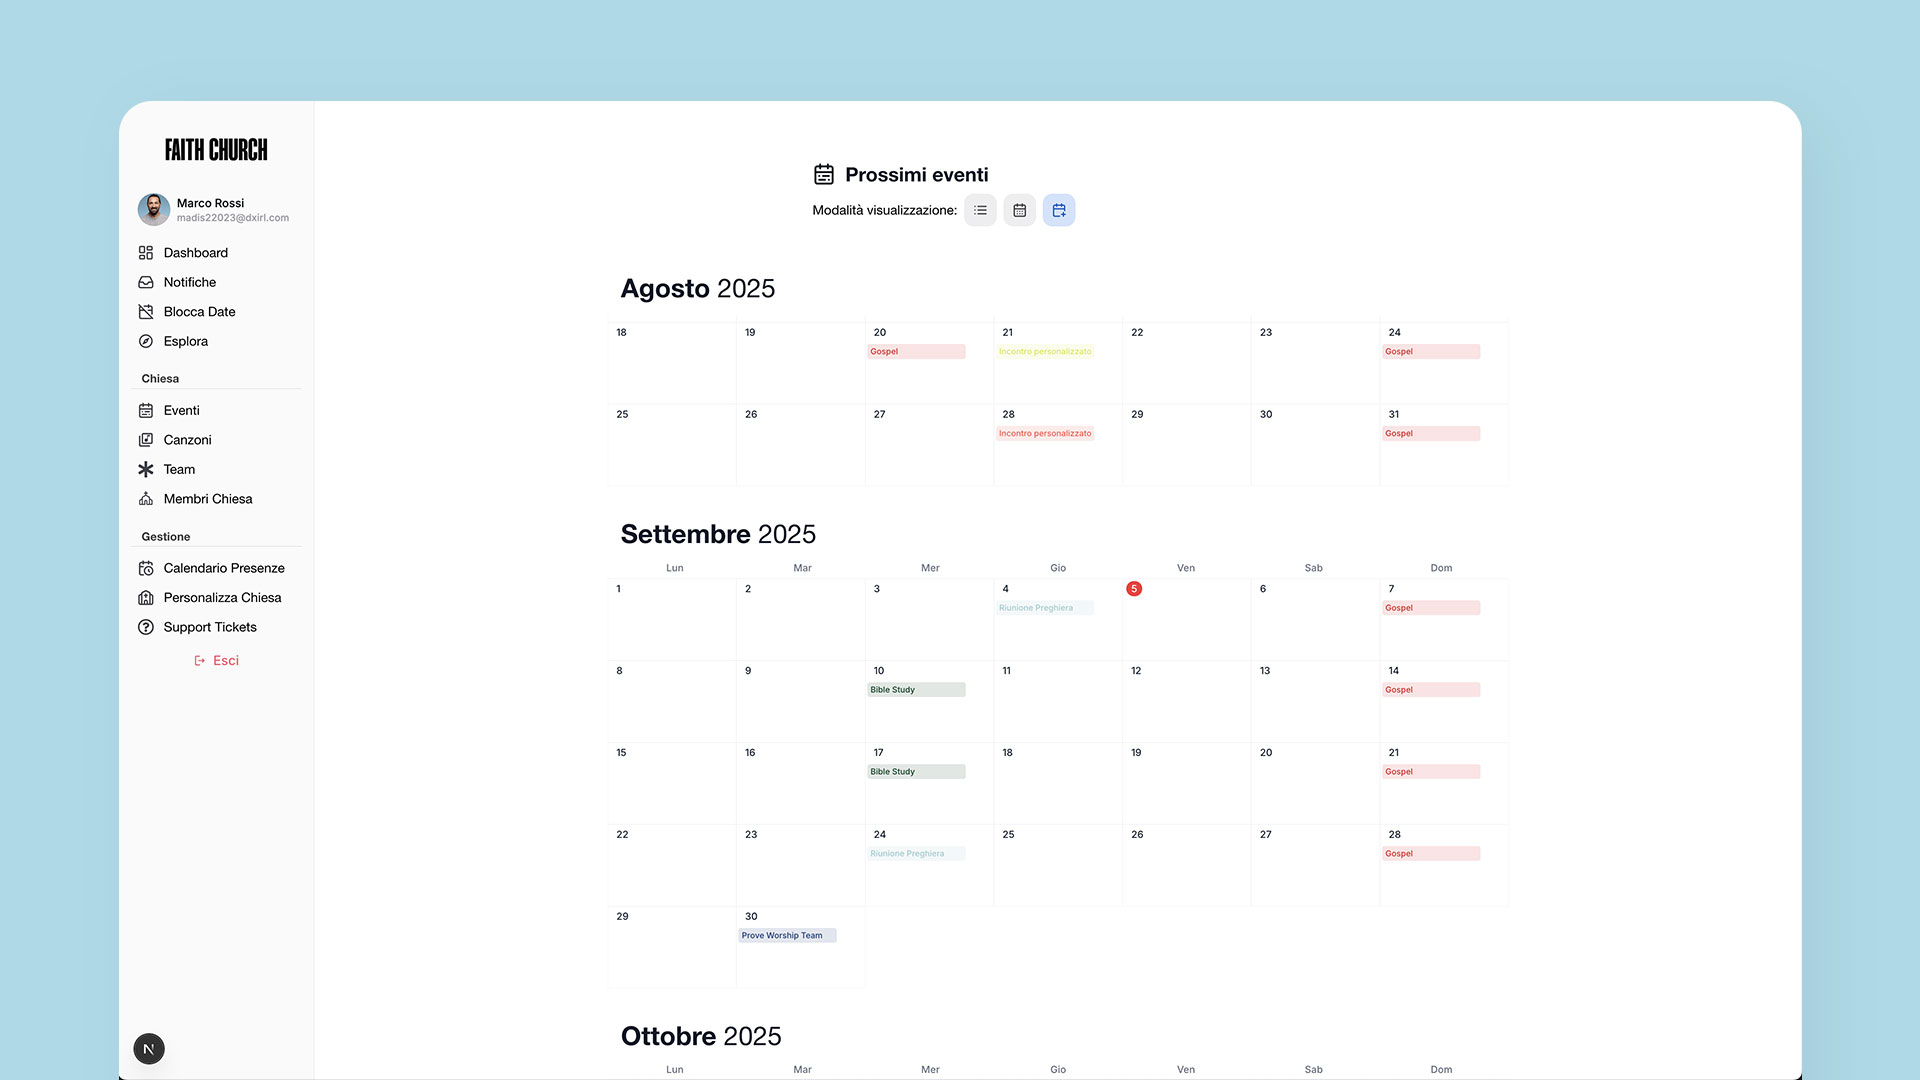 FAITH CHURCH
Marco Rossi
madis22023@dxirl.com
Dashboard
Notifiche
Blocca Date
Esplora
Chiesa
Eventi
Canzoni
Team
Membri Chiesa
Gestione
Calendario Presenze
Personalizza Chiesa
Support Tickets
Esci
N
Prossimi eventi
Modalità visualizzazione:
Agosto 2025
18 19 20 21 22 23 24
Gospel Incontro personalizzato Gospel
25 26 27 28 29 30 31
Incontro personalizzato Gospel
Settembre 2025
Lun Mar Mer Gio Ven Sab Dom
1 2 3 4 5 6 7
Riunione Preghiera Gospel
8 9 10 11 12 13 14
Bible Study Gospel
15 16 17 18 19 20 21
Bible Study Gospel
22 23 24 25 26 27 28
Riunione Preghiera Gospel
29 30
Prove Worship Team
Ottobre 2025
Lun Mar Mer Gio Ven Sab Dom